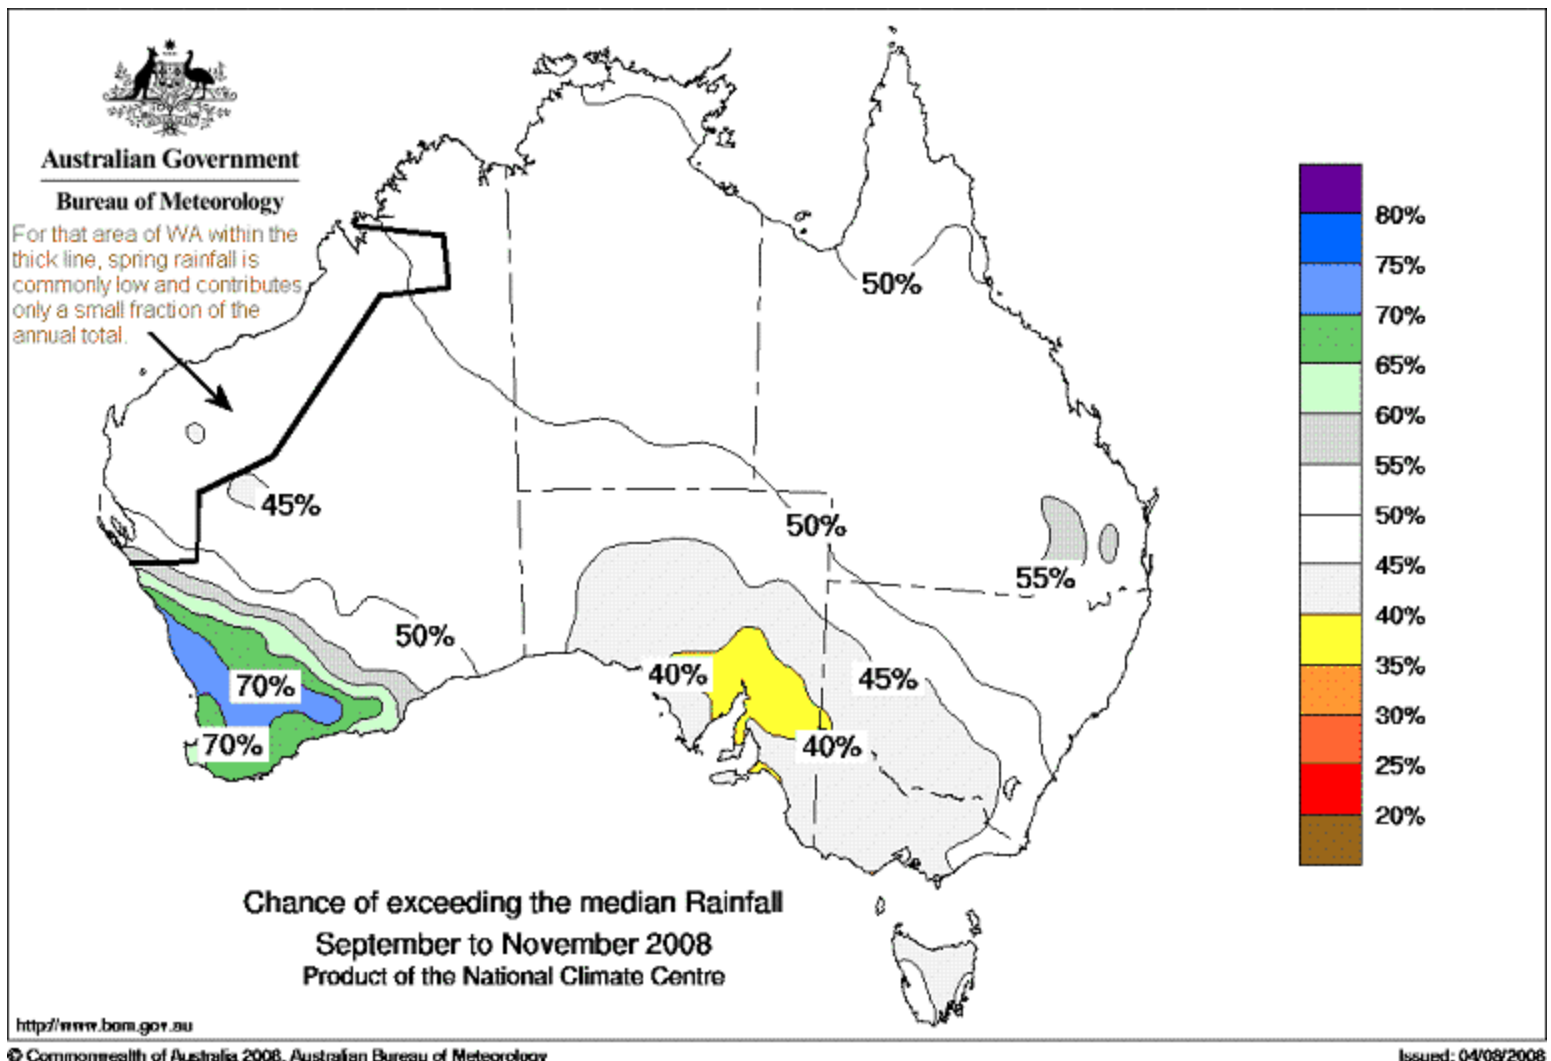 Australian Government
Bureau of Meteorology
For that area of WA within the
thick line, spring rainfall is
commonly low and contributes
only a small fraction of the
annual total.
80%
75%
70%
65%
60%
55%
50%
45%
40%
35%
30%
25%
20%
50%
45%
50%
55%
50%
40%
45%
70%
70%
40%
Chance of exceeding the median Rainfall
September to November 2008
Product of the National Climate Centre
http://www.bom.gov.au
© Commonwealth of Australia 2008, Australian Bureau of Meteorology
Issued: 04/08/2008